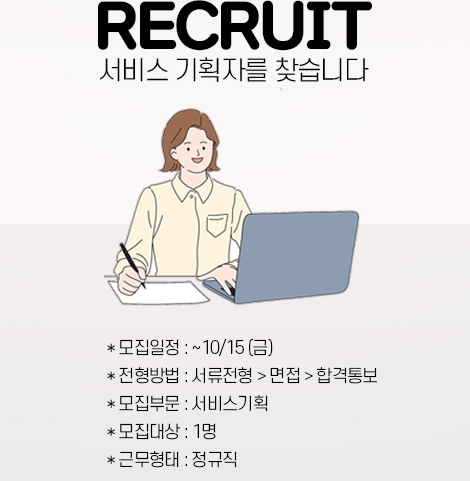 RECRUIT
서비스 기획자를 찾습니다
* 모집일정 : ~10/15 (금)
* 전형방법 : 서류전형 > 면접 > 합격통보
* 모집부문 : 서비스기획
* 모집대상 : 1명
* 근무형태 : 정규직